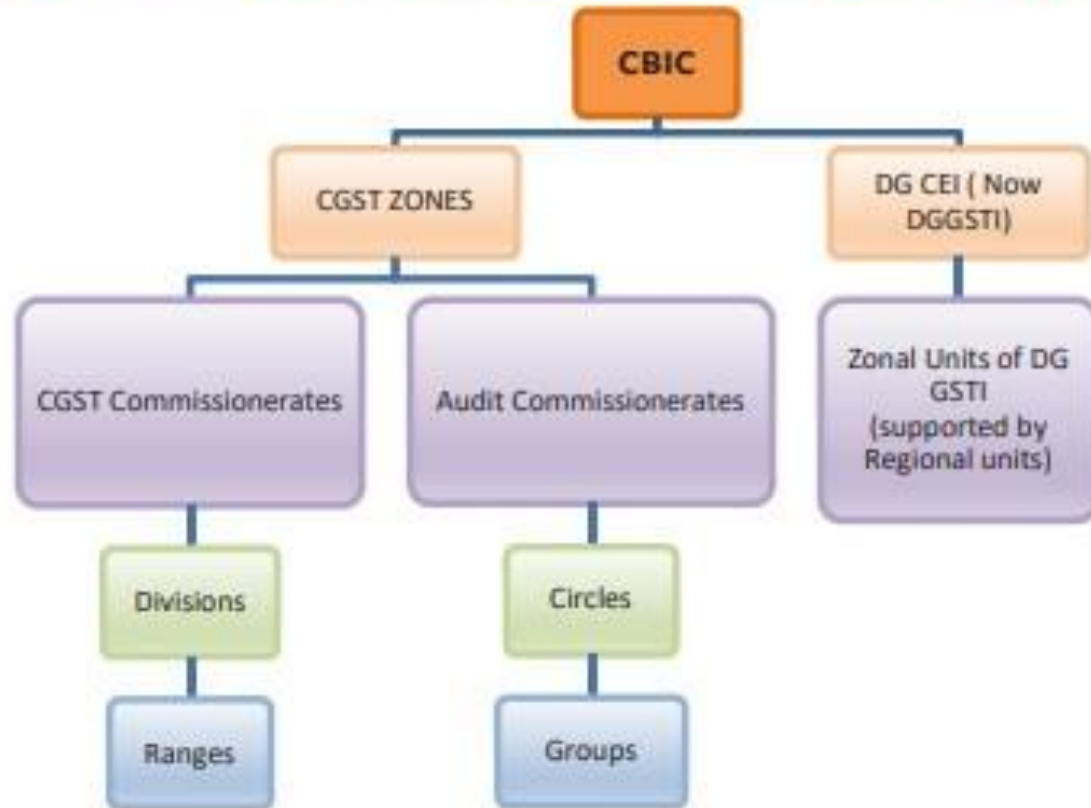 CBIC
CGST ZONES
DG CEI ( Now
DGGSTI)
CGST Commissionerates
Audit Commissionerates
Zonal Units of DG
GSTI
(supported by
Regional units)
Divisions
Circles
Ranges
Groups